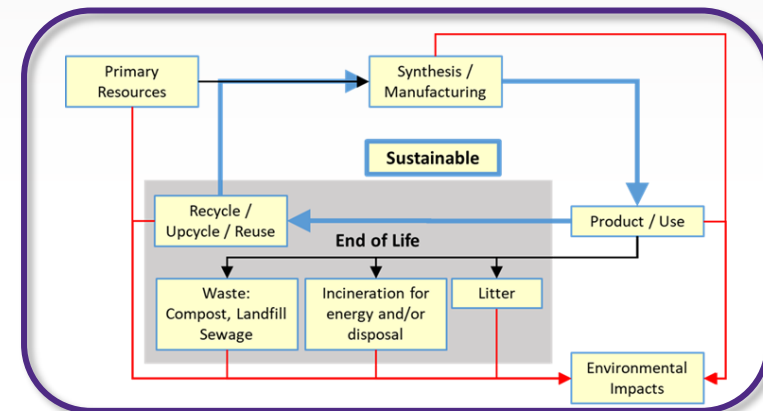 Primary
Resources
Synthesis /
Manufacturing
Sustainable
Recycle /
Upcycle / Reuse
Product / Use
End of Life
Waste:
Compost, Landfill
Sewage
Incineration for
energy and/or
disposal
Litter
Environmental
Impacts